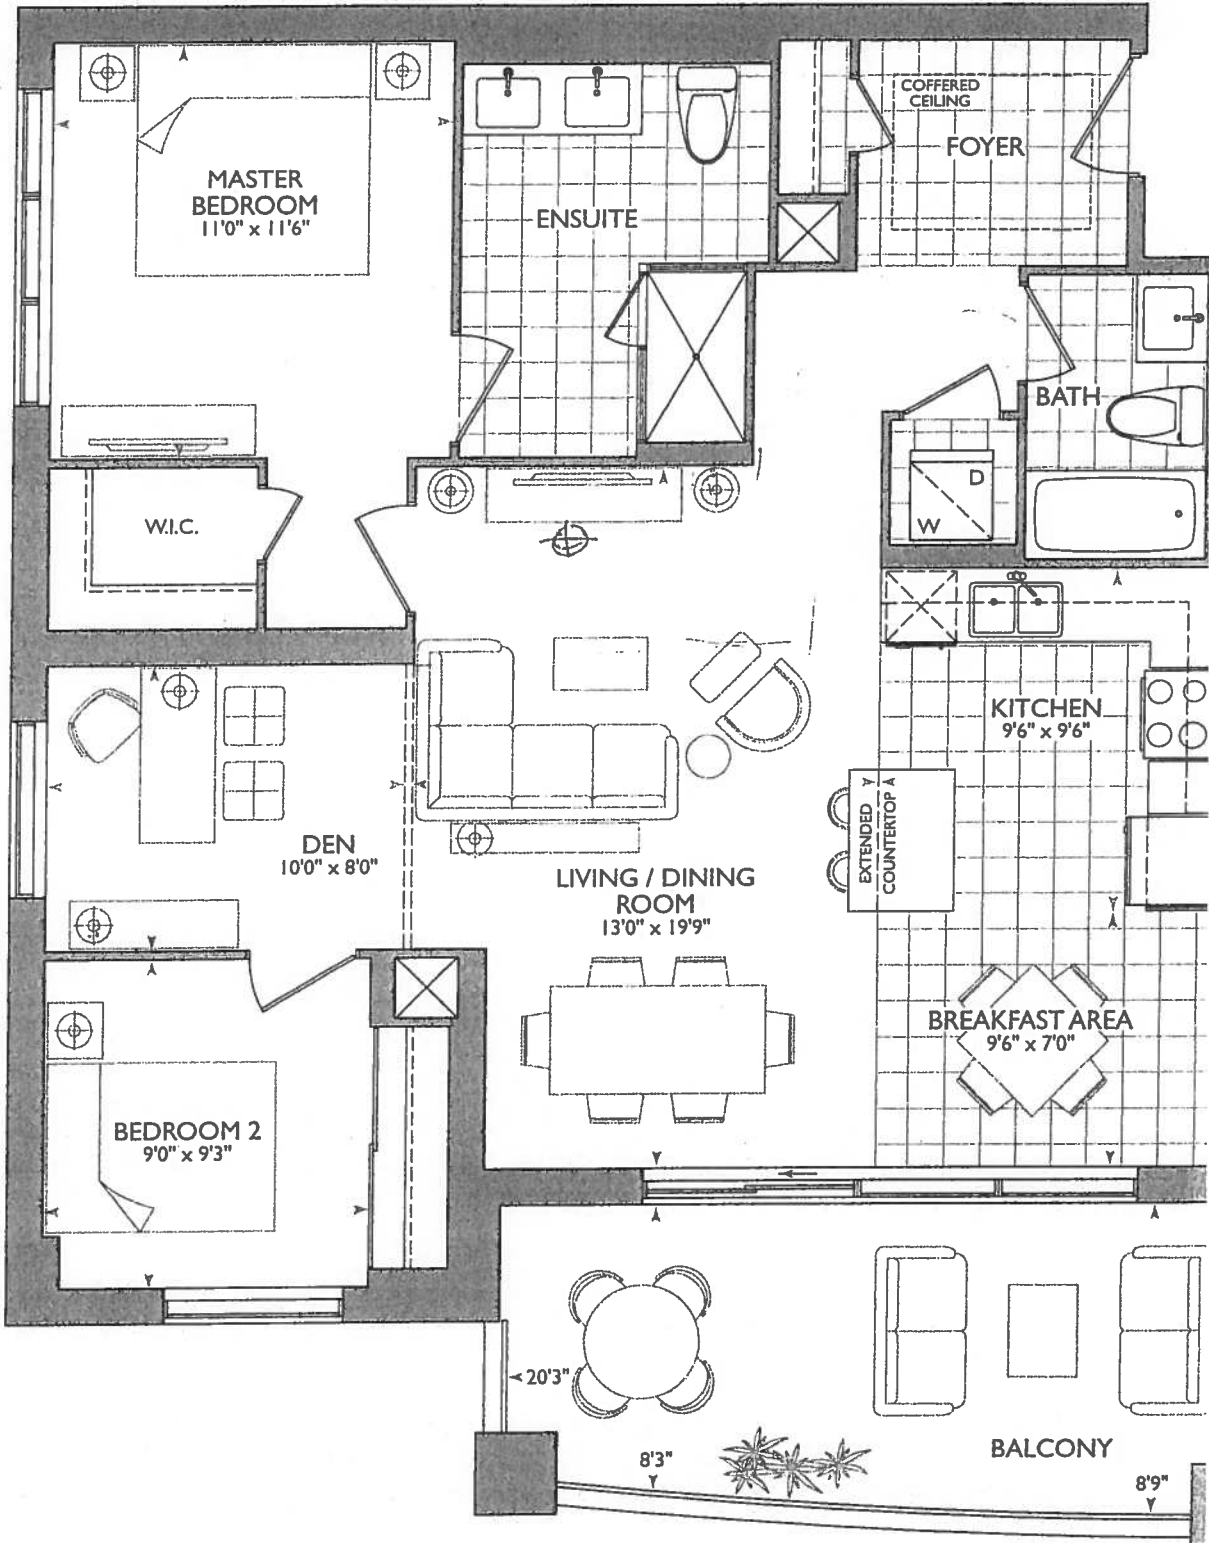 COFFERED
CEILING
FOYER
MASTER
BEDROOM
11'0" x 11'6"
ENSUITE
BATH
W.I.C.
D
W
KITCHEN
9'6" x 9'6"
EXTENDED
COUNTERTOP
DEN
10'0" x 8'0"
LIVING / DINING
ROOM
13'0" x 19'9"
BREAKFAST AREA
9'6" x 7'0"
BEDROOM 2
9'0" x 9'3"
20'3"
BALCONY
8'3"
8'9"